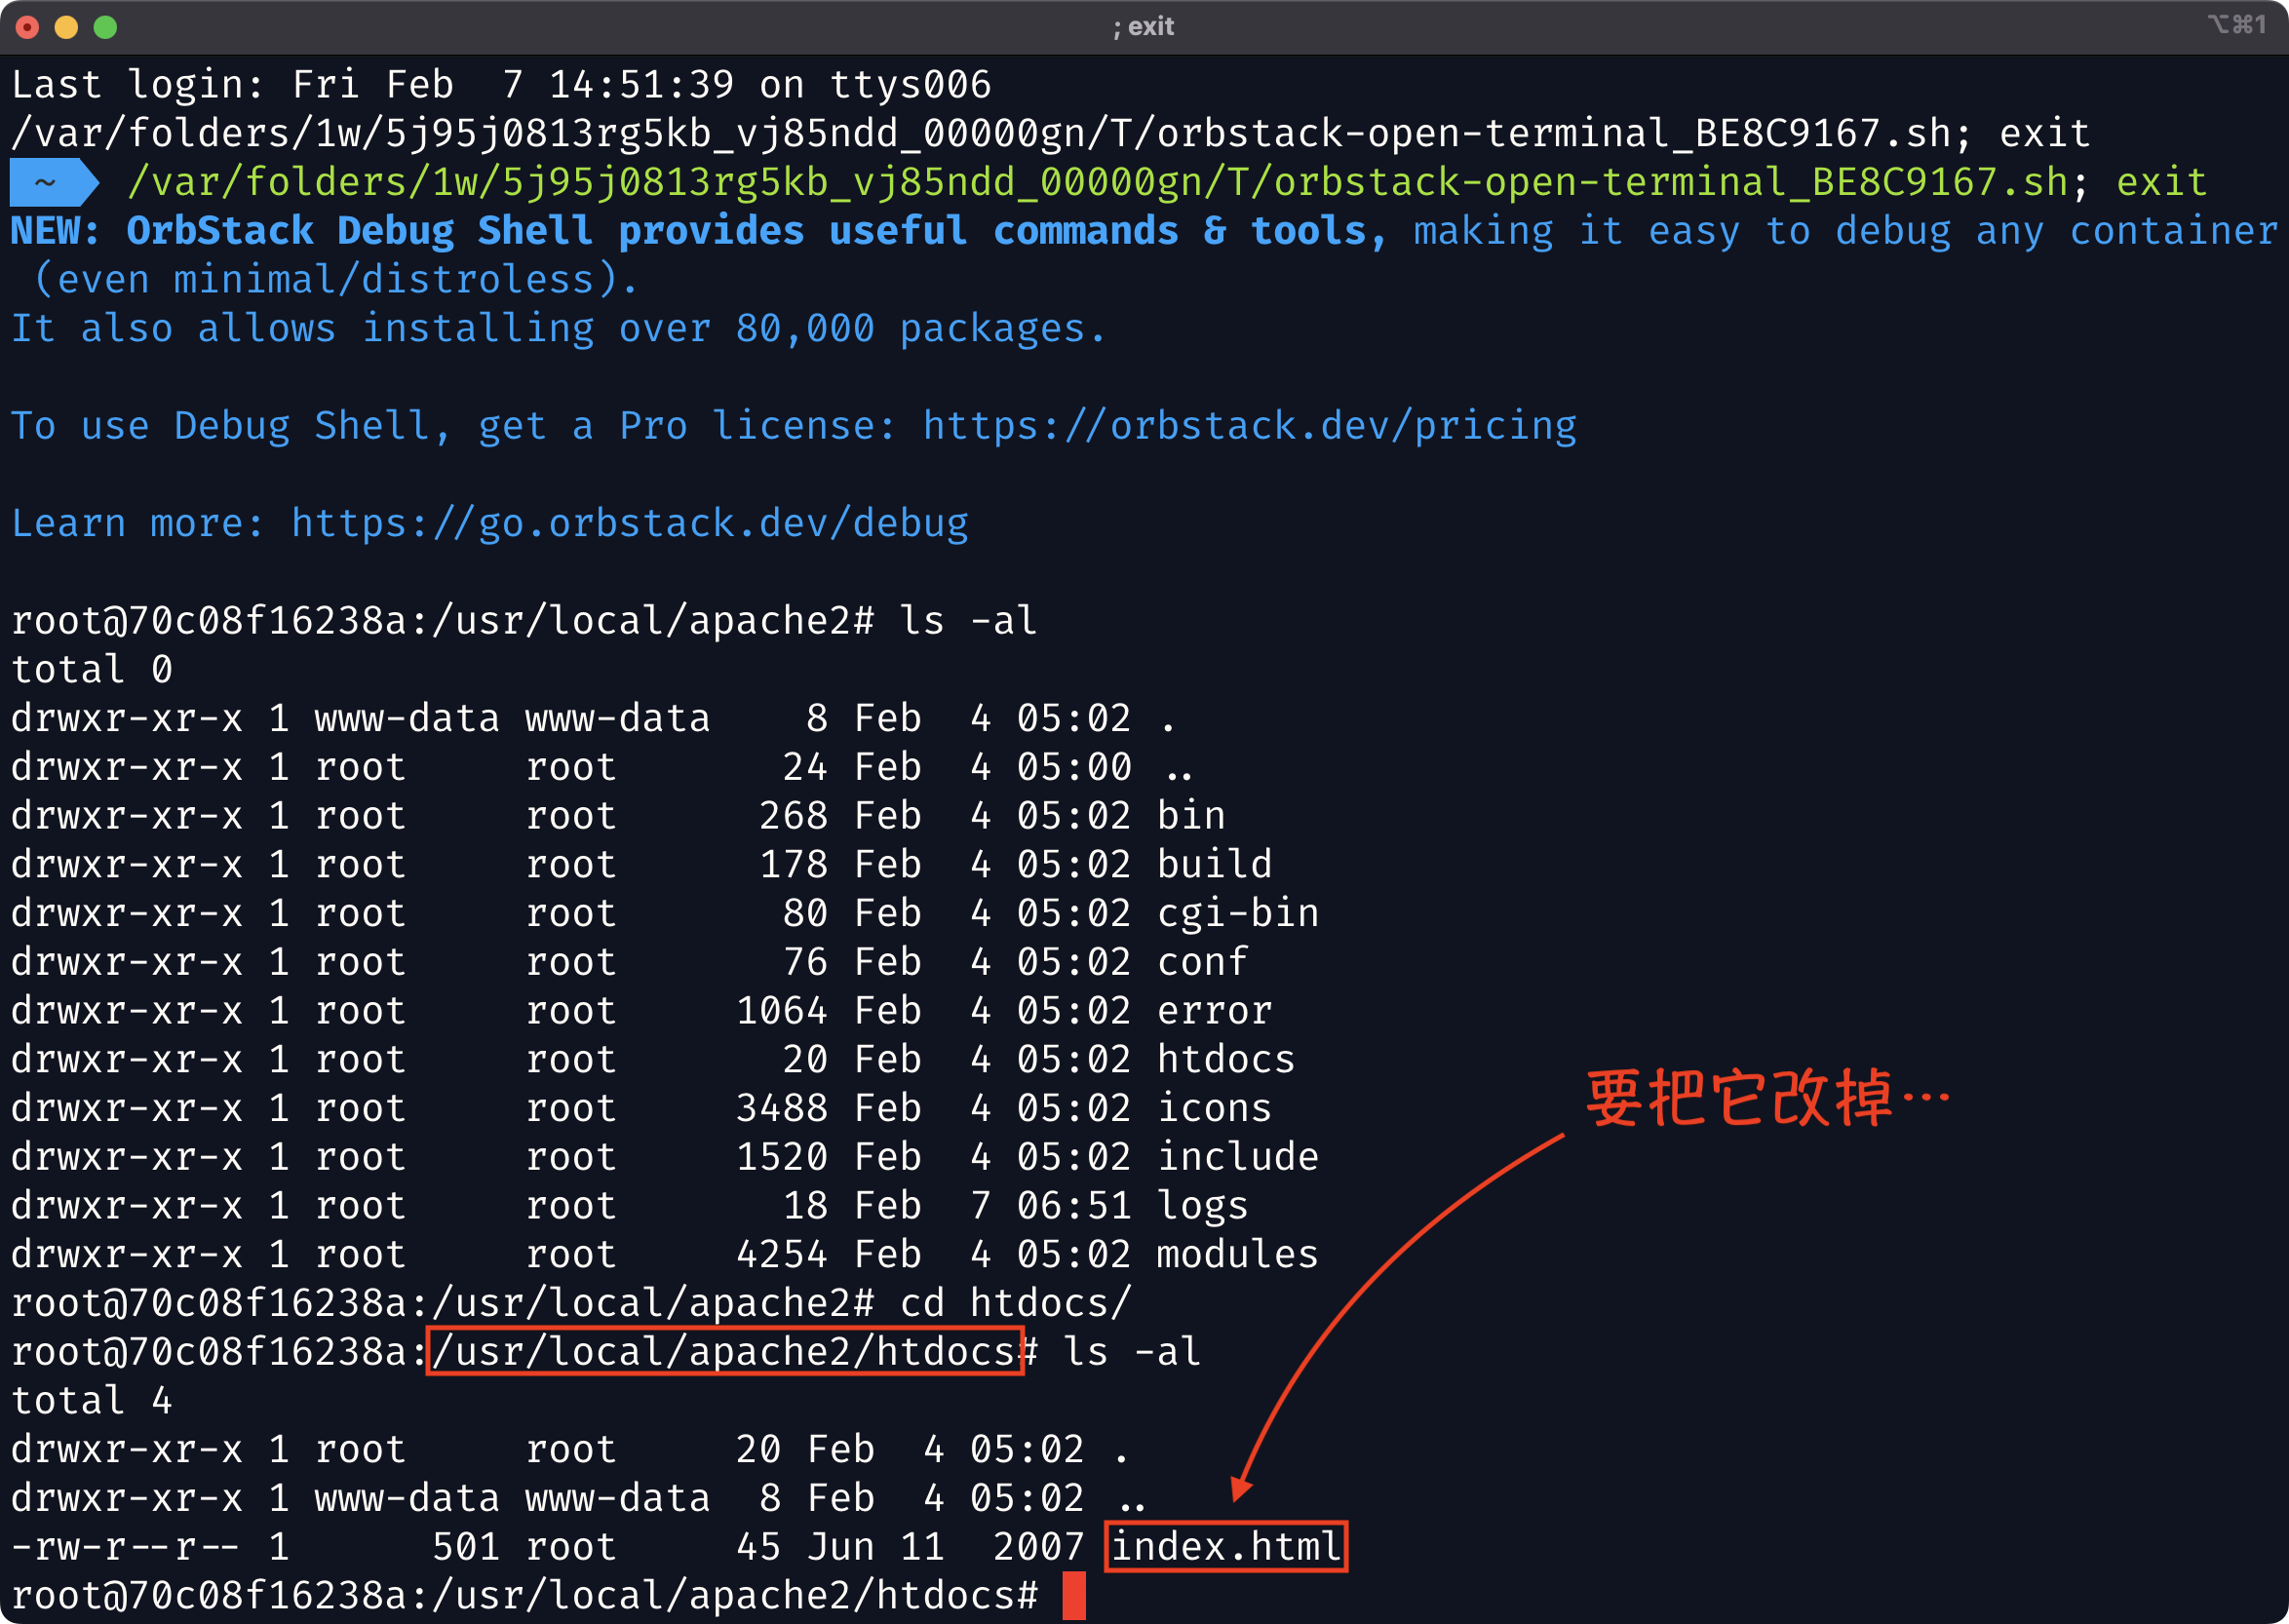 ; exit
⌥⌘1
Last login: Fri Feb  7 14:51:39 on ttys006
/var/folders/1w/5j95j0813rg5kb_vj85ndd_00000gn/T/orbstack-open-terminal_BE8C9167.sh; exit
~ /var/folders/1w/5j95j0813rg5kb_vj85ndd_00000gn/T/orbstack-open-terminal_BE8C9167.sh; exit
NEW: OrbStack Debug Shell provides useful commands & tools, making it easy to debug any container
 (even minimal/distroless).
It also allows installing over 80,000 packages.
To use Debug Shell, get a Pro license: https://orbstack.dev/pricing
Learn more: https://go.orbstack.dev/debug
root@70c08f16238a:/usr/local/apache2# ls -al
total 0
drwxr-xr-x 1 www-data www-data    8 Feb  4 05:02 .
drwxr-xr-x 1 root     root       24 Feb  4 05:00 ..
drwxr-xr-x 1 root     root      268 Feb  4 05:02 bin
drwxr-xr-x 1 root     root      178 Feb  4 05:02 build
drwxr-xr-x 1 root     root       80 Feb  4 05:02 cgi-bin
drwxr-xr-x 1 root     root       76 Feb  4 05:02 conf
drwxr-xr-x 1 root     root     1064 Feb  4 05:02 error
drwxr-xr-x 1 root     root       20 Feb  4 05:02 htdocs
drwxr-xr-x 1 root     root     3488 Feb  4 05:02 icons
drwxr-xr-x 1 root     root     1520 Feb  4 05:02 include
drwxr-xr-x 1 root     root       18 Feb  7 06:51 logs
drwxr-xr-x 1 root     root     4254 Feb  4 05:02 modules
要把它改掉…
root@70c08f16238a:/usr/local/apache2# cd htdocs/
root@70c08f16238a:/usr/local/apache2/htdocs# ls -al
total 4
drwxr-xr-x 1 root     root     20 Feb  4 05:02 .
drwxr-xr-x 1 www-data www-data  8 Feb  4 05:02 ..
-rw-r--r-- 1      501 root     45 Jun 11  2007 index.html
root@70c08f16238a:/usr/local/apache2/htdocs#